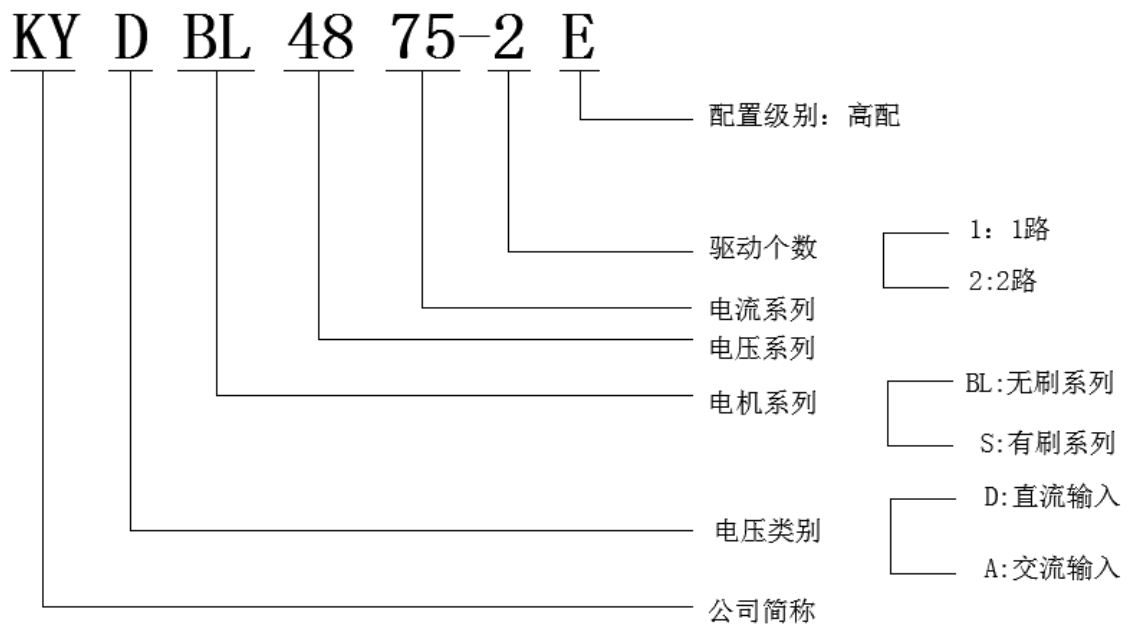 KY D BL 48 75-2 E
配置级别：高配
驱动个数
1：1路
2:2路
电流系列
电压系列
电机系列
BL:无刷系列
S:有刷系列
电压类别
D:直流输入
A:交流输入
公司简称